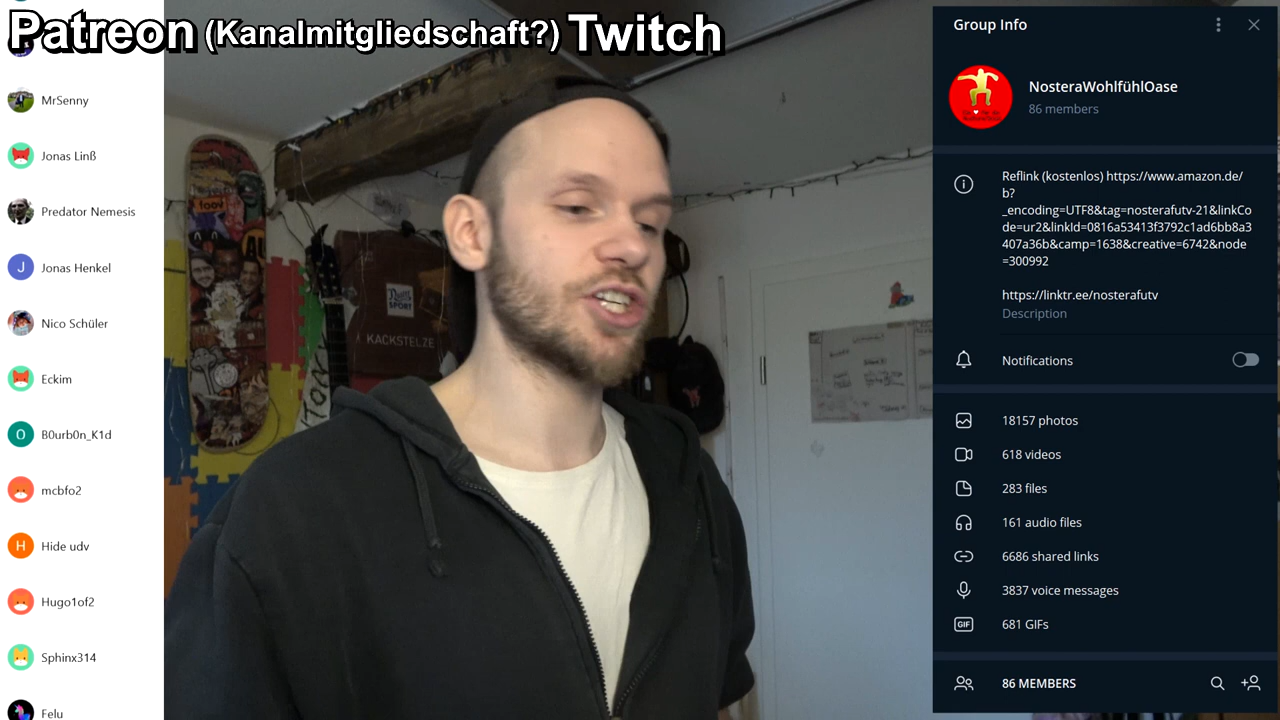 Patreon (Kanalmitgliedschaft?) Twitch
MrSenny
Jonas Linß
Predator Nemesis
J Jonas Henkel
Nico Schüler
Eckim
O B0urb0n_K1d
mcbfo2
H Hide udv
Hugo1of2
Sphinx314
Felu
foov
SPORT
KACKSTELZE
Group Info
NosteraWohlfühlOase
86 members
Reflink (kostenlos) https://www.amazon.de/
b?
_encoding=UTF8&tag=nosterafutv-21&linkCo
de=ur2&linkId=0816a53413f3792c1ad6bb8a3
407a36b&camp=1638&creative=6742&node
=300992
https://linktr.ee/nosterafutv
Description
Notifications
18157 photos
618 videos
283 files
161 audio files
6686 shared links
3837 voice messages
GIF 681 GIFs
86 MEMBERS